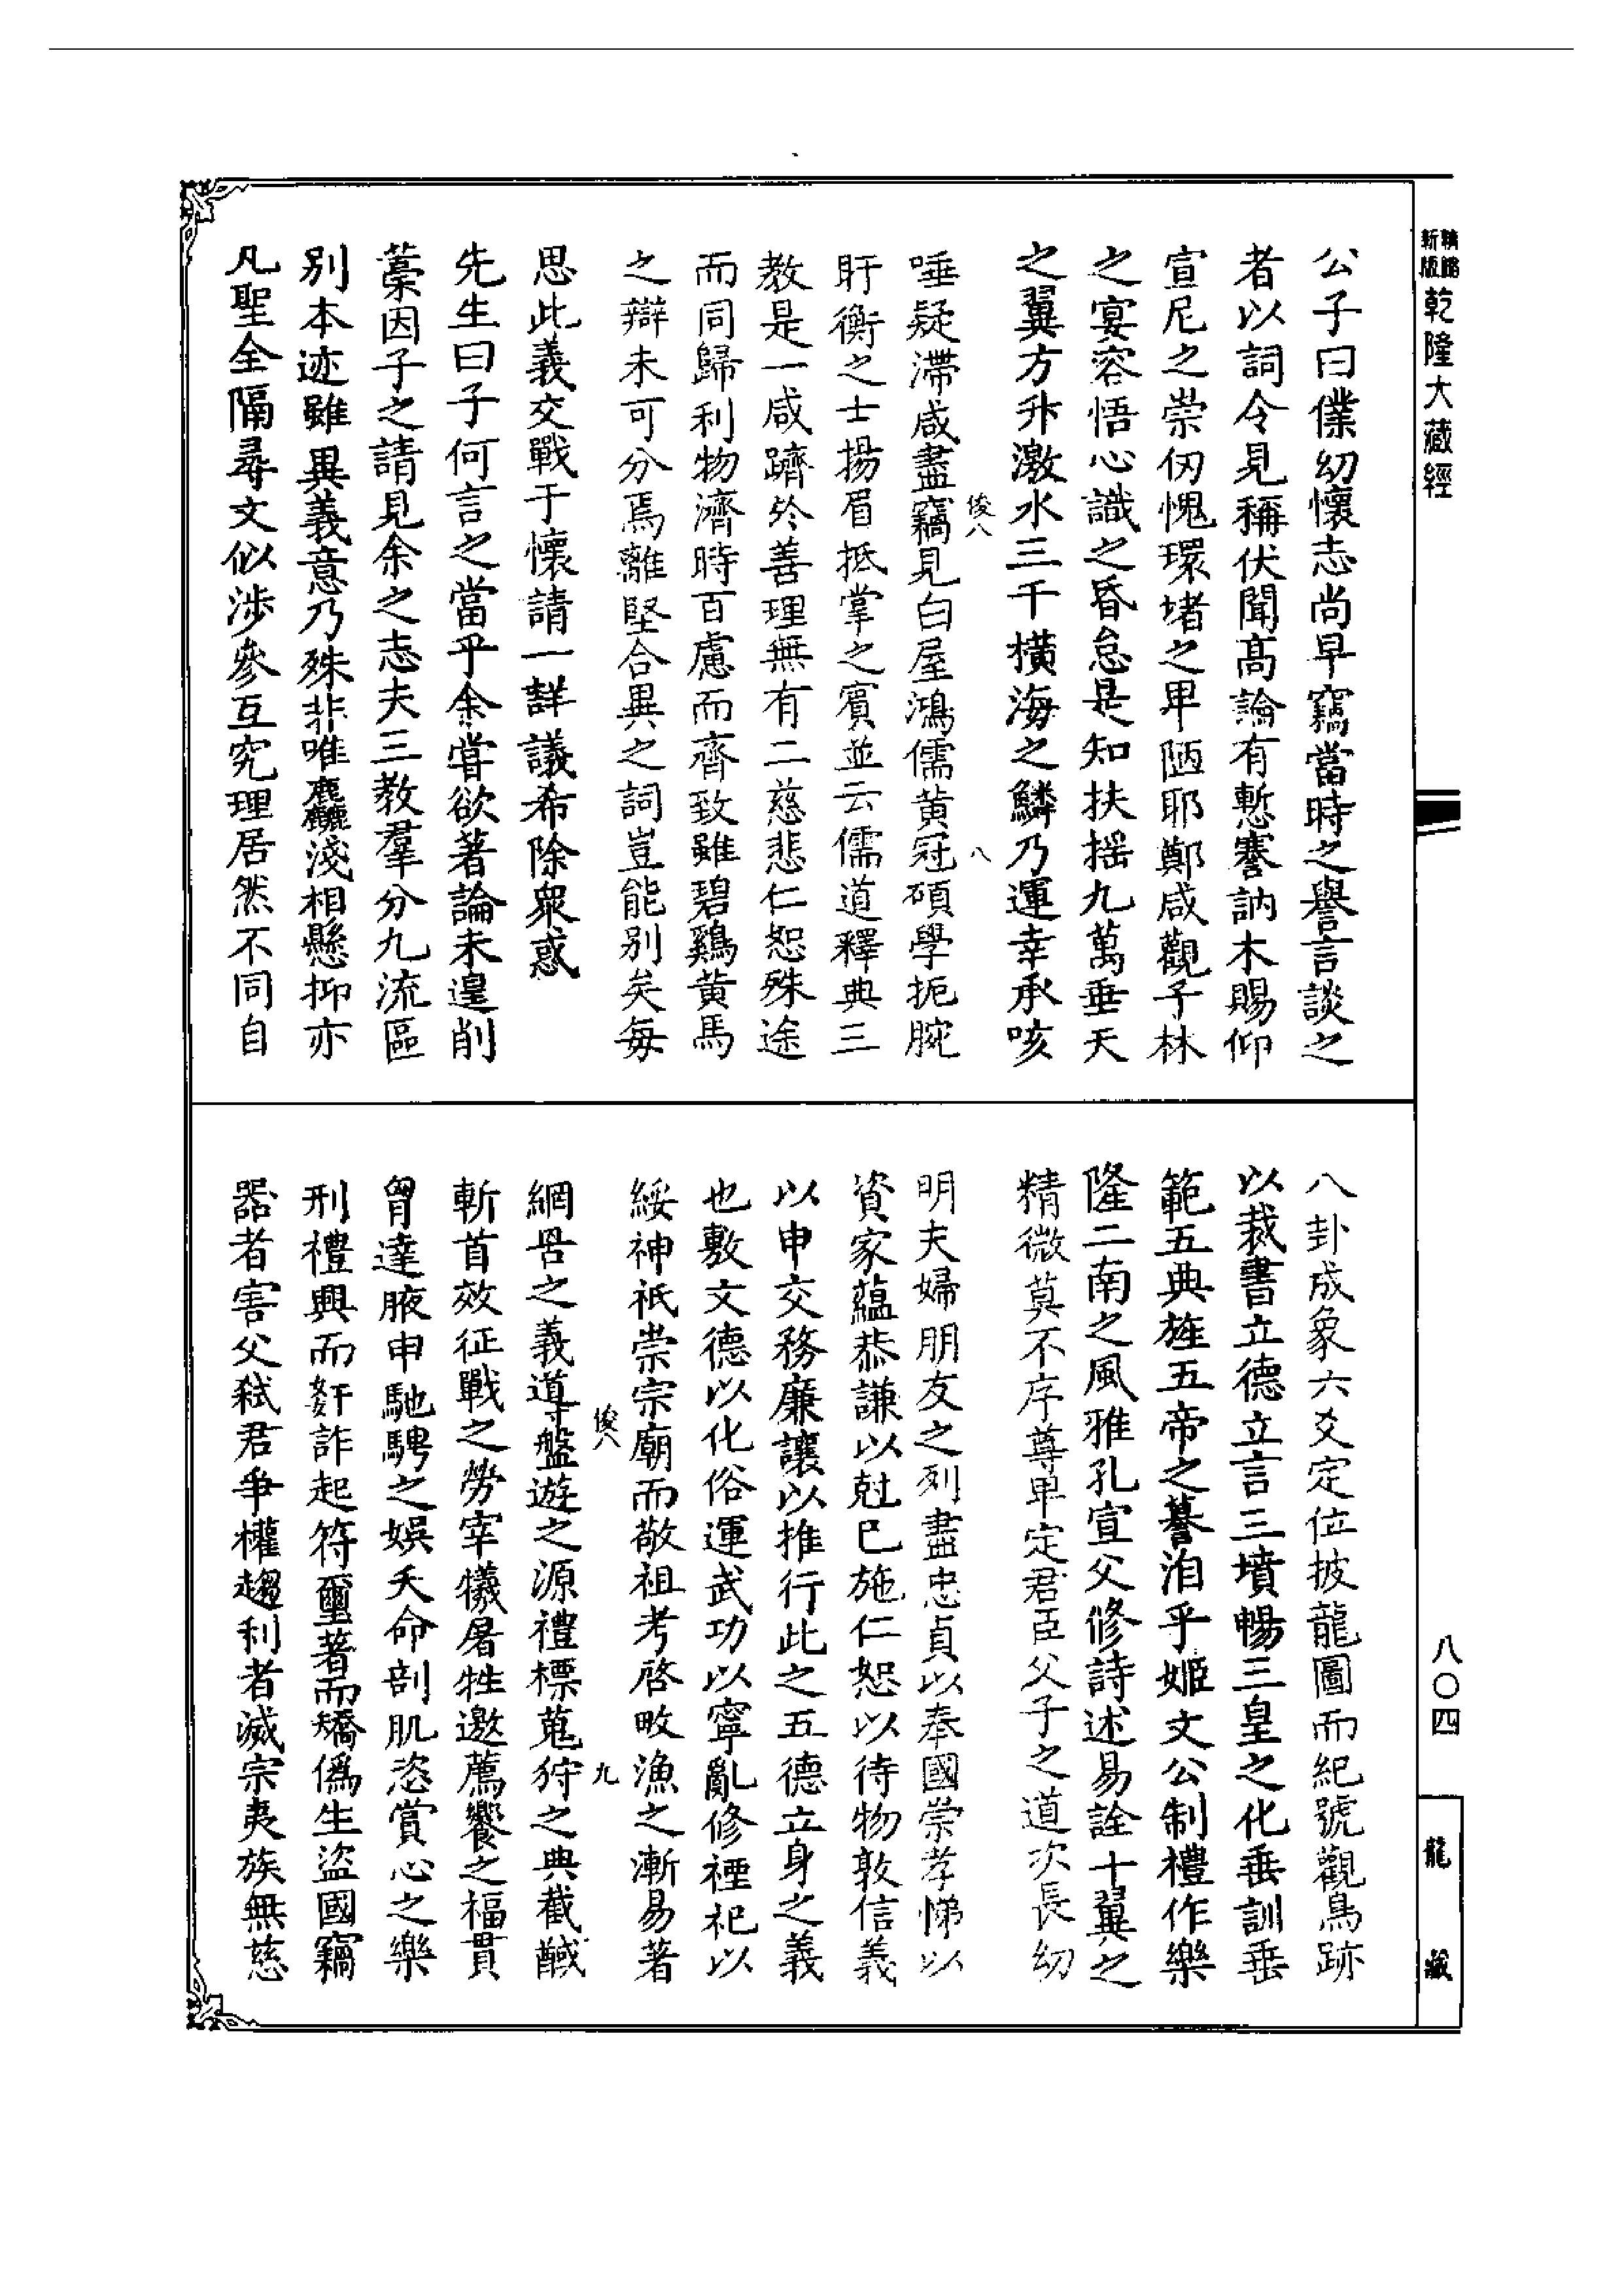 新版精縮乾隆大藏經
公子曰僕幼懷志尚早竊當時之譽言談之
者以詞令見稱伏聞髙論有慙謇訥木賜仰
宣尼之崇仞愧環堵之卑陋耶鄭咸觀子林
之宴容悟心識之昏怠是知扶揺九萬垂天
之翼方升激水三千横海之鱗乃運幸承咳
唾疑滯咸盡竊見白屋鴻儒黄冠碩學扼腕
俊八
八
盱衡之士揚眉抵掌之賓並云儒道釋典三
教是一咸躋於善理無有二慈悲仁恕殊途
而同歸利物濟時百慮而齊致雖碧鷄黄馬
之辯未可分焉離堅合異之詞豈能别矣每
思此義交戰于懷請一詳議希除衆惑
先生曰子何言之當乎余嘗欲著論未遑削
藁因子之請見余之志夫三教羣分九流區
别本迹雖異義意乃殊非唯麤淺相懸抑亦
凡聖全隔尋文似涉參互究理居然不同自
八卦成象六爻定位披龍圖而紀號觀鳥跡
以裁書立德立言三墳暢三皇之化垂訓垂
範五典旌五帝之謩洎乎姬文公制禮作樂
隆二南之風雅孔宣父修詩述易詮十翼之
精微莫不序尊卑定君臣父子之道次長幼
明夫婦朋友之列盡忠貞以奉國崇孝悌以
資家蘊恭謙以尅巳施仁恕以待物敦信義
以申交務廉讓以推行此之五德立身之義
也敷文德以化俗運武功以寧亂修禋祀以
綏神祇崇宗廟而敬祖考啓畋漁之漸易著
俊八
九
網罟之義導盤遊之源禮標蒐狩之典截馘
斬首效征戰之勞宰犧屠牲邀薦饗之福貫
胷達腋申馳騁之娱夭命剖肌恣賞心之樂
刑禮興而姧詐起符璽著而矯僞生盗國竊
器者害父弑君爭權趨利者滅宗夷族無慈
八〇四
龍藏